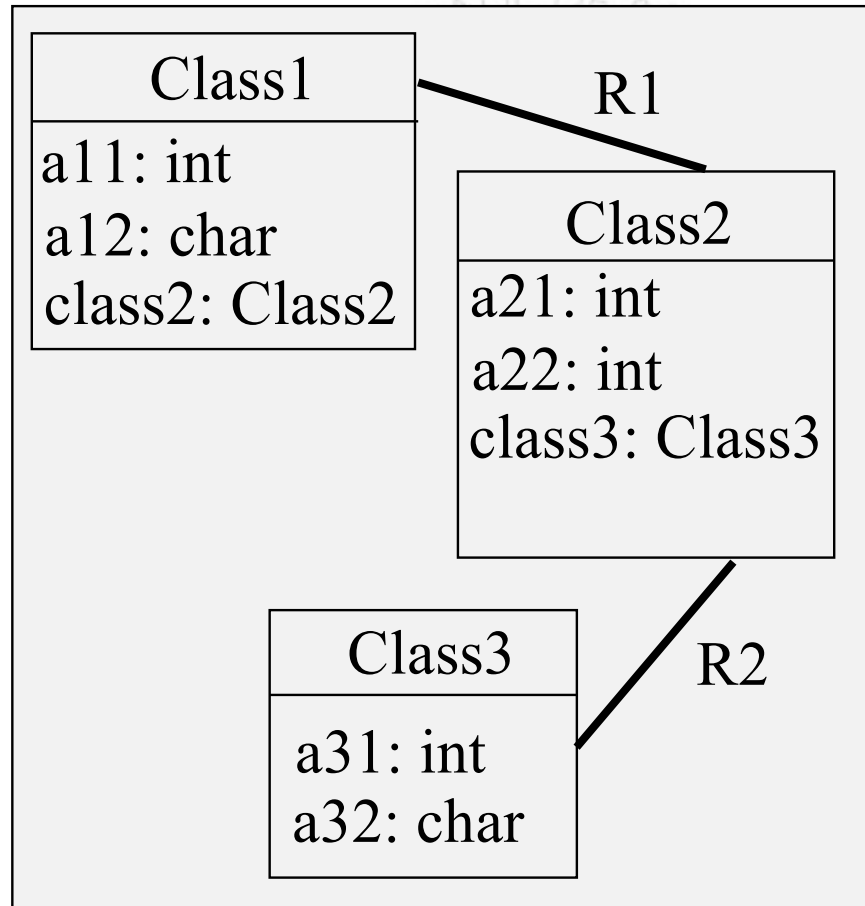 Class1
a11: int
a12: char
class2: Class2
R1
Class2
a21: int
a22: int
class3: Class3
R2
Class3
a31: int
a32: char